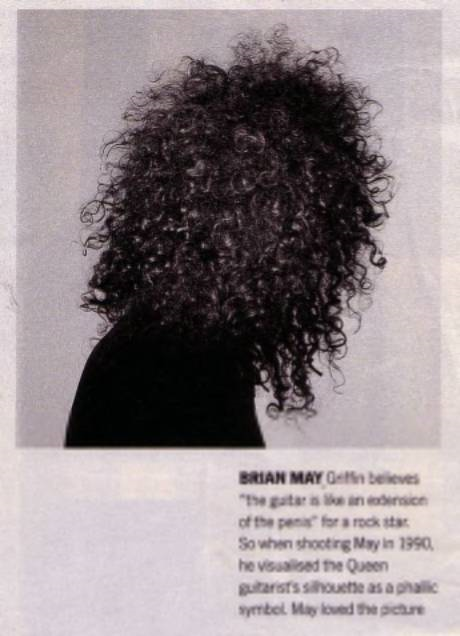 BRIAN MAY Griffin believes
"the guitar is like an extension
of the penis" for a rock star.
So when shooting May in 1990,
he visualised the Queen
guitarist's silhouette as a phallic
symbol. May loved the picture